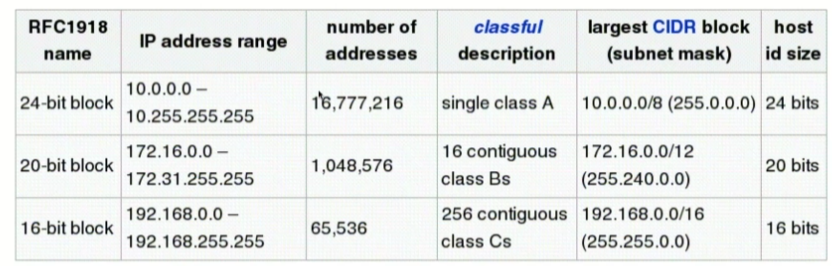 RFC1918 name IP address range number of addresses classful description largest CIDR block (subnet mask) host id size
24-bit block 10.0.0.0 – 10.255.255.255 16,777,216 single class A 10.0.0.0/8 (255.0.0.0) 24 bits
20-bit block 172.16.0.0 – 172.31.255.255 1,048,576 16 contiguous class Bs 172.16.0.0/12 (255.240.0.0) 20 bits
16-bit block 192.168.0.0 – 192.168.255.255 65,536 256 contiguous class Cs 192.168.0.0/16 (255.255.0.0) 16 bits